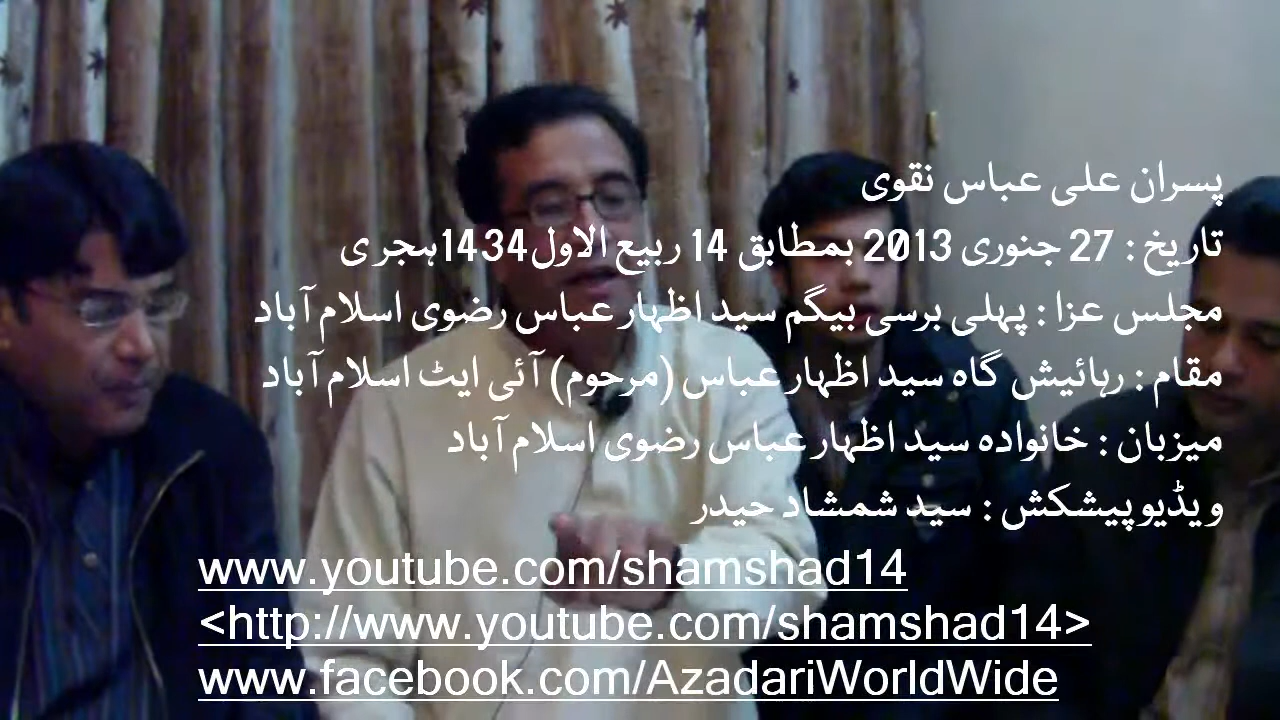 پسران علی عباس نقوی
تاریخ : 27 جنوری 2013 بمطابق 14 ربیع الاول1434ہجری
مجلس عزا : پہلی برسی بیگم سید اظہار عباس رضوی اسلام آباد
مقام : رہائیش گاہ سید اظہار عباس (مرحوم) آئی ایٹ اسلام آباد
میزبان : خانوادہ سید اظہار عباس رضوی اسلام آباد
ویڈیوپیشکش : سید شمشاد حیدر
www.youtube.com/shamshad14
<http://www.youtube.com/shamshad14>
www.facebook.com/AzadariWorldWide